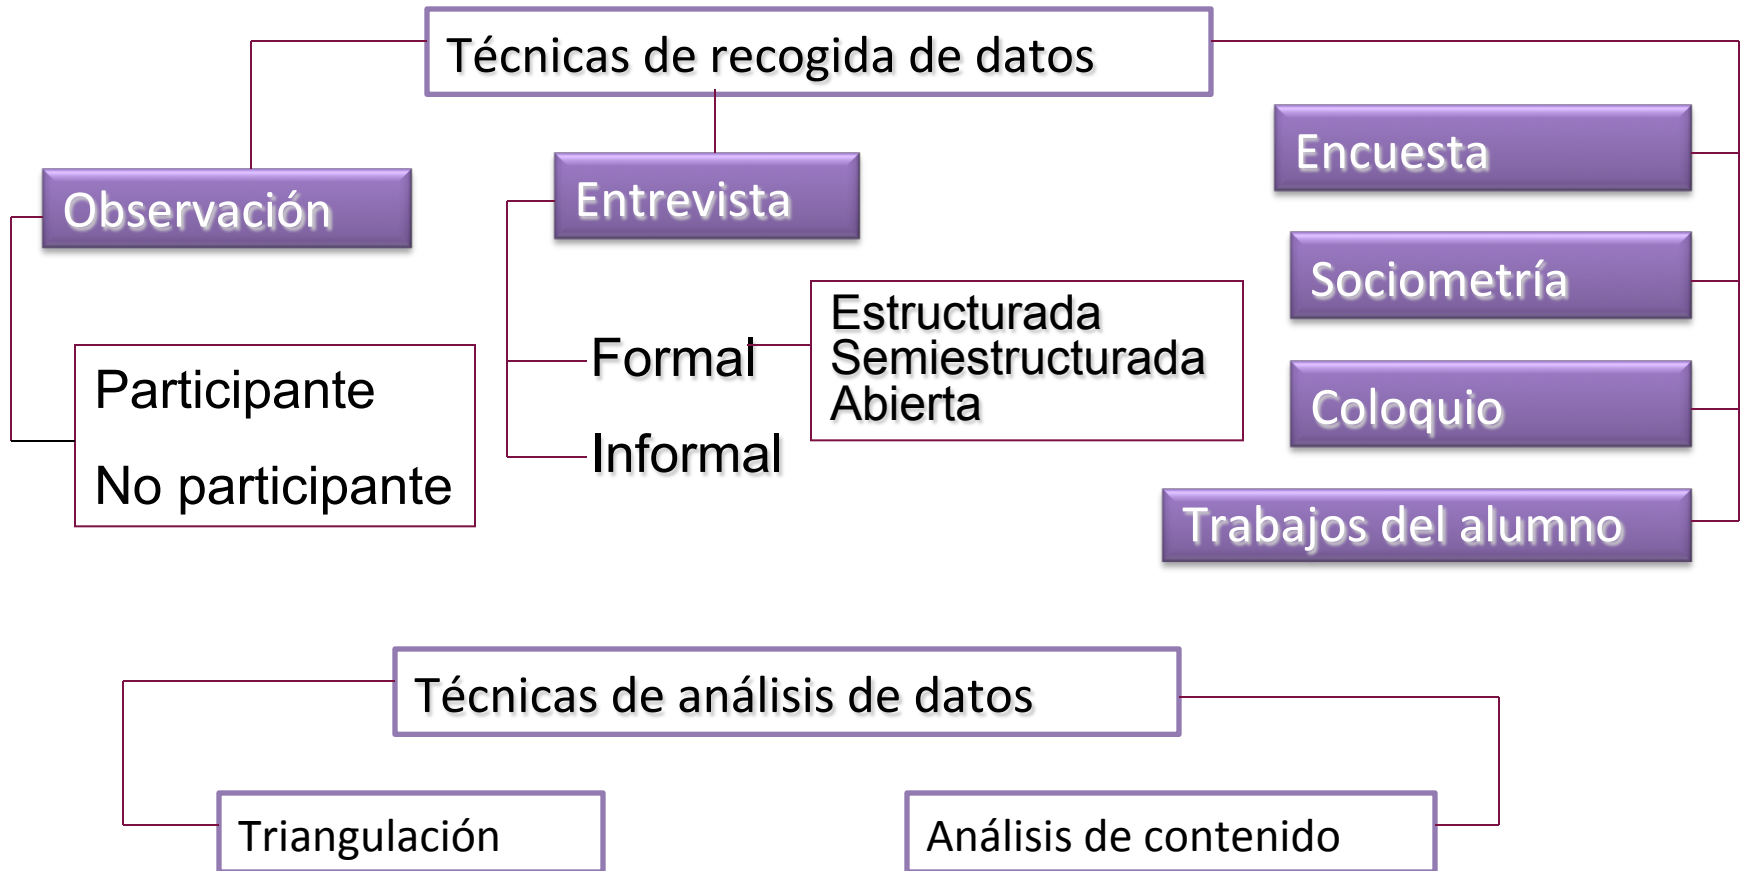 Técnicas de recogida de datos
Observación
Participante
No participante
Entrevista
Formal
Estructurada
Semiestructurada
Abierta
Informal
Encuesta
Sociometría
Coloquio
Trabajos del alumno
Técnicas de análisis de datos
Triangulación
Análisis de contenido